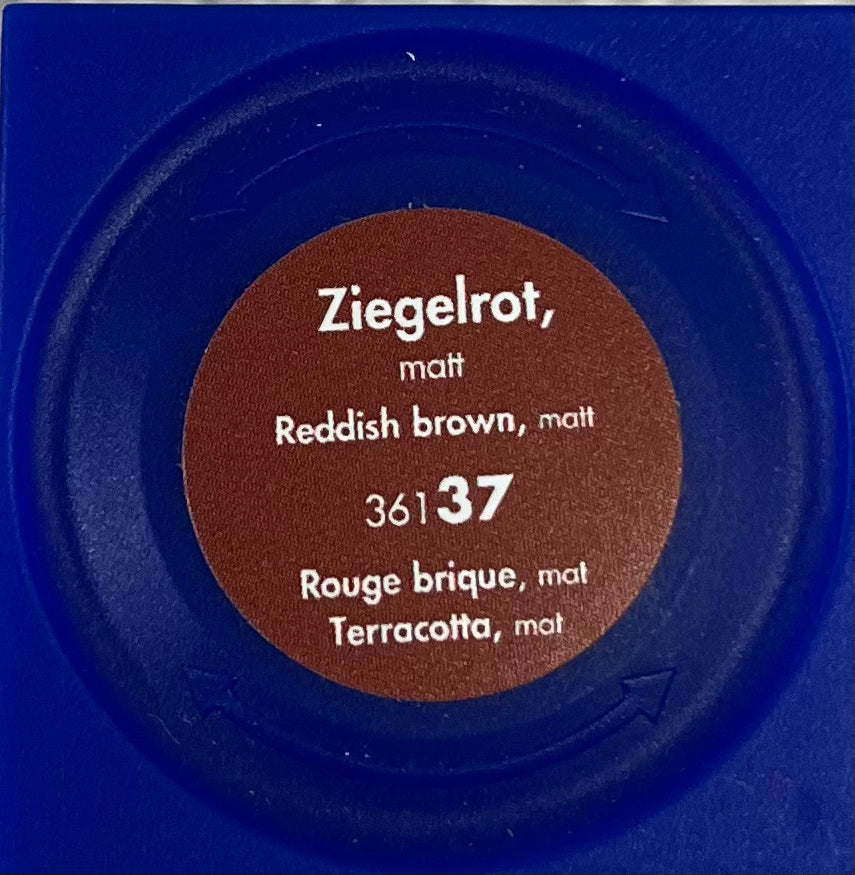 Ziegelrot,
matt
Reddish brown, matt
36137
Rouge brique, mat
Terracotta, mat